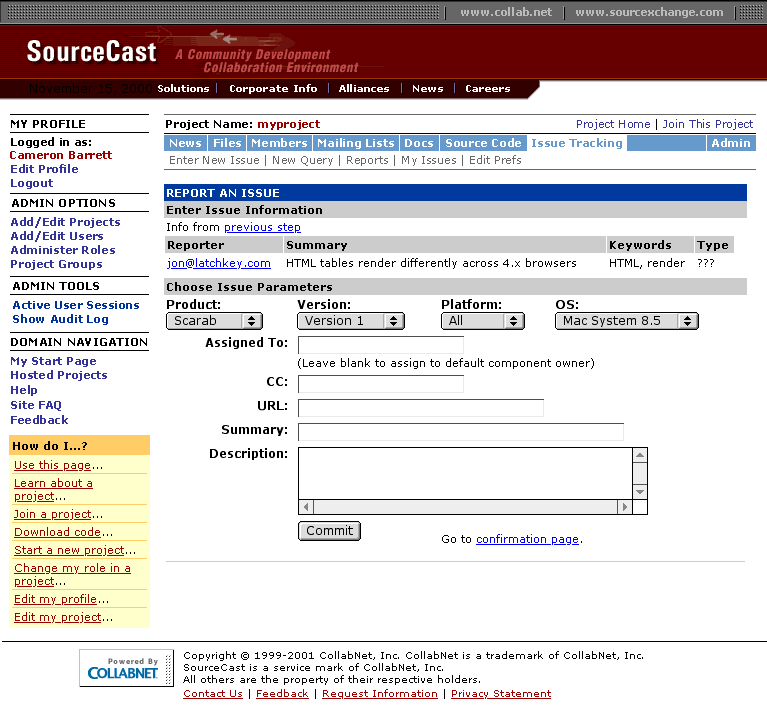 www.collab.net | www.sourcexchange.com
SourceCast A Community Development
Collaboration Environment
November 15, 2000 Solutions | Corporate Info | Alliances | News | Careers
MY PROFILE
Logged in as:
Cameron Barrett
Edit Profile
Logout
ADMIN OPTIONS
Add/Edit Projects
Add/Edit Users
Administer Roles
Project Groups
ADMIN TOOLS
Active User Sessions
Show Audit Log
DOMAIN NAVIGATION
My Start Page
Hosted Projects
Help
Site FAQ
Feedback
How do I...?
Use this page...
Learn about a
project...
Join a project...
Download code...
Start a new project...
Change my role in a
project...
Edit my profile...
Edit my project...
Project Name: myproject Project Home | Join This Project
News Files Members Mailing Lists Docs Source Code Issue Tracking Admin
Enter New Issue | New Query | Reports | My Issues | Edit Prefs
REPORT AN ISSUE
Enter Issue Information
Info from previous step
Reporter Summary Keywords Type
jon@latchkey.com HTML tables render differently across 4.x browsers HTML, render ???
Choose Issue Parameters
Product: Version: Platform: OS:
Scarab Version 1 All Mac System 8.5
Assigned To:
(Leave blank to assign to default component owner)
CC:
URL:
Summary:
Description:
Commit Go to confirmation page.
Powered By
COLLABNET
Copyright © 1999-2001 CollabNet, Inc. CollabNet is a trademark of CollabNet, Inc.
SourceCast is a service mark of CollabNet, Inc.
All others are the property of their respective holders.
Contact Us | Feedback | Request Information | Privacy Statement